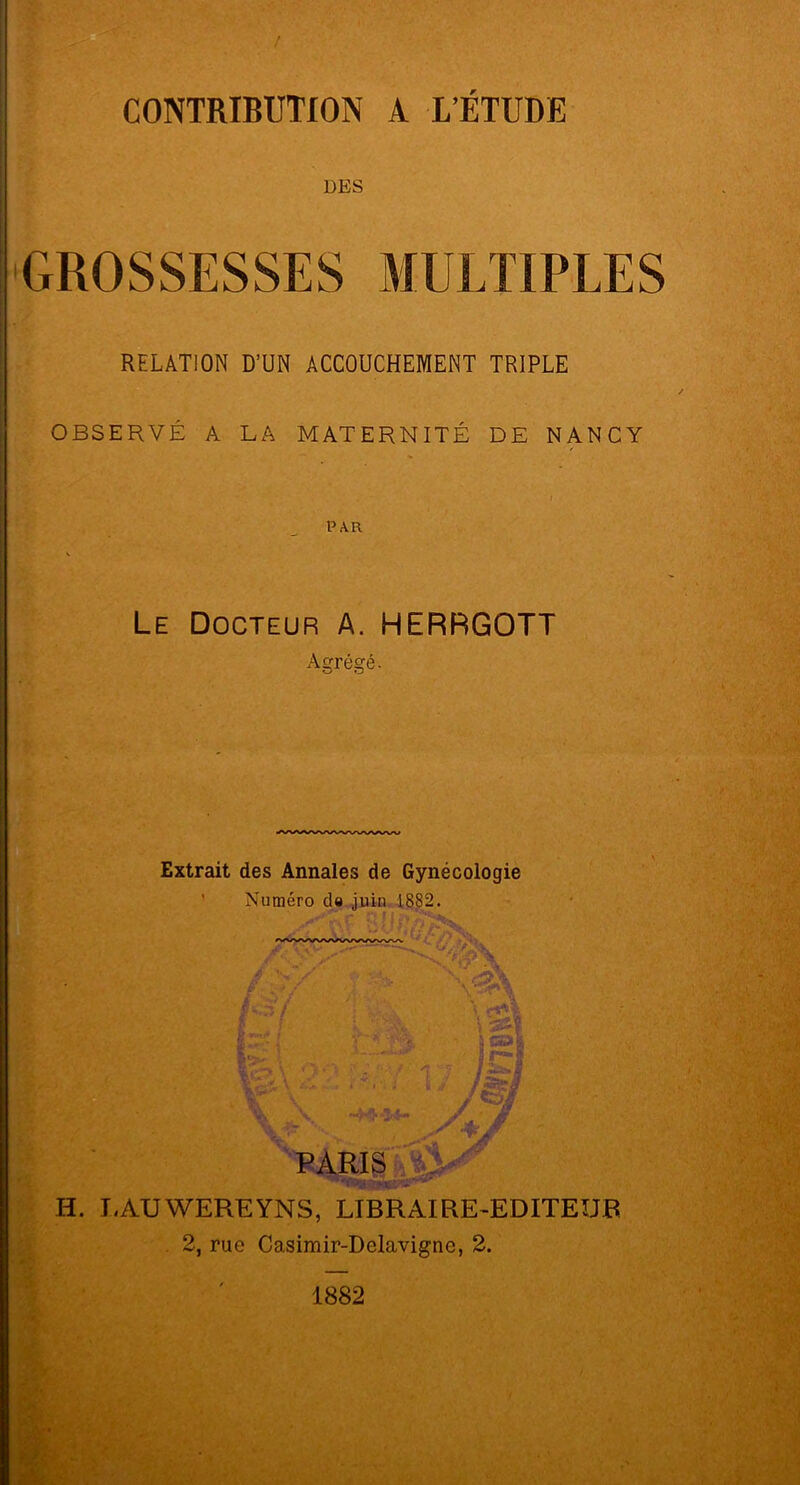 CONTRIBUTION A L'ÉTUDE
DES
GROSSESSES MULTIPLES
RELATION D'UN ACCOUCHEMENT TRIPLE
OBSERVÉ A LA MATERNITÉ DE NANCY
PAR
LE DOCTEUR A. HERRGOTT
Agrégé.
Extrait des Annales de Gynécologie
Numéro de juin 1882.
PARIS
H. LAUWEREYNS, LIBRAIRE-EDITEUR
2, rue Casimir-Delavigne, 2.
1882